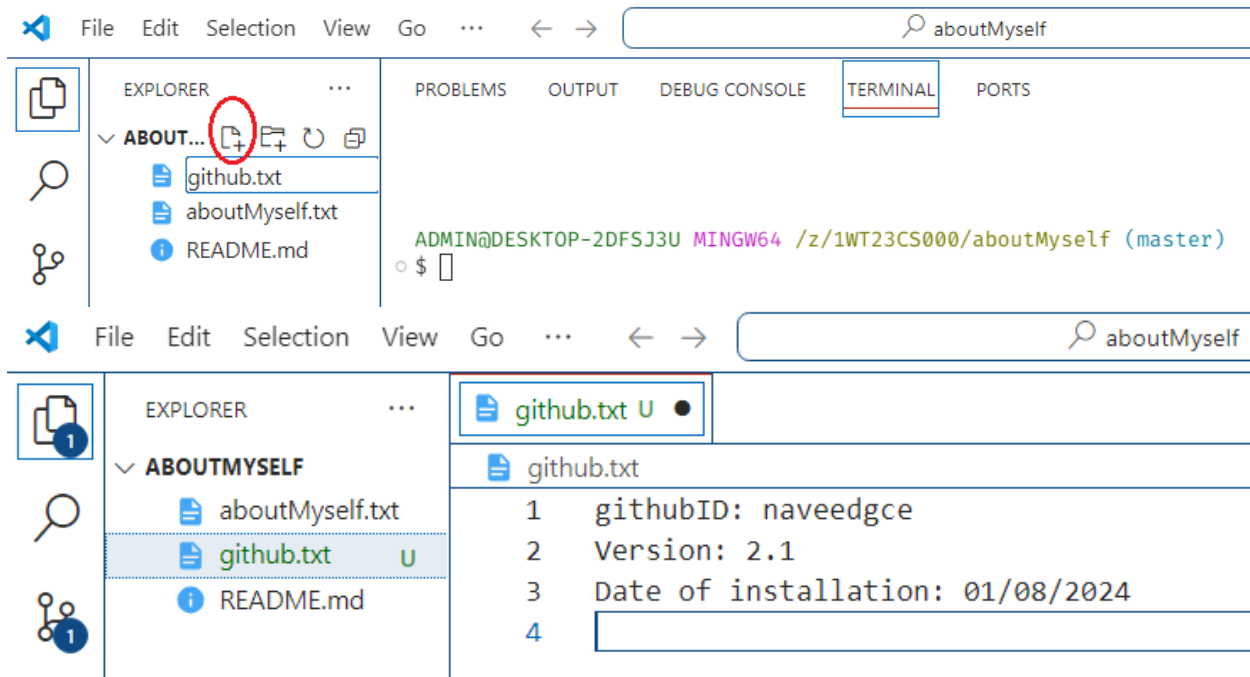 File Edit Selection View Go ··· ← → aboutMyself
EXPLORER ···
PROBLEMS OUTPUT DEBUG CONSOLE TERMINAL PORTS
ABOUT...
github.txt
aboutMyself.txt
README.md
ADMIN@DESKTOP-2DFSJ3U MINGW64 /z/1WT23CS000/aboutMyself (master)
$
File Edit Selection View Go ··· ← → aboutMyself
1
1
EXPLORER ···
ABOUTMYSELF
aboutMyself.txt
github.txt U
README.md
github.txt U ●
github.txt
1 githubID: naveedgce
2 Version: 2.1
3 Date of installation: 01/08/2024
4